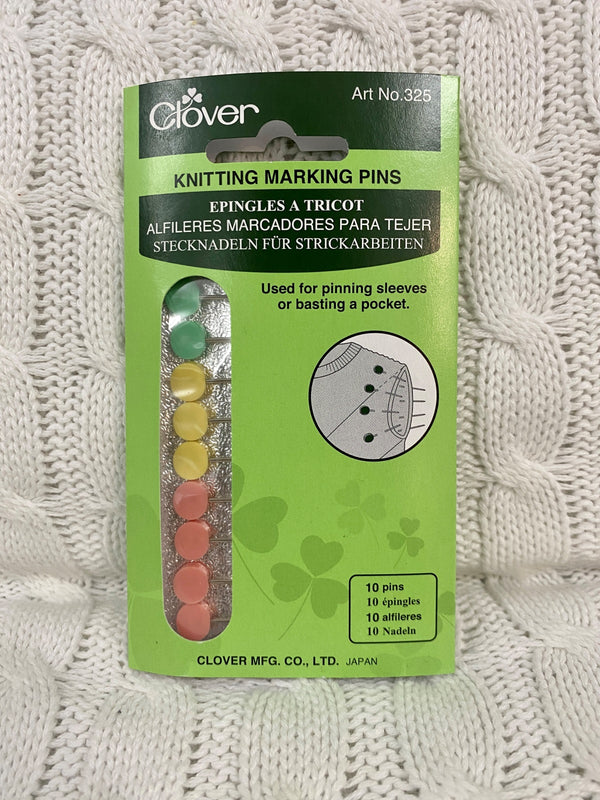 Clover
Art No.325
KNITTING MARKING PINS
EPINGLES A TRICOT
ALFILERES MARCADORES PARA TEJER
STECKNADELN FÜR STRICKARBEITEN
Used for pinning sleeves
or basting a pocket.
10 pins
10 épingles
10 alfileres
10 Nadeln
CLOVER MFG. CO., LTD. JAPAN